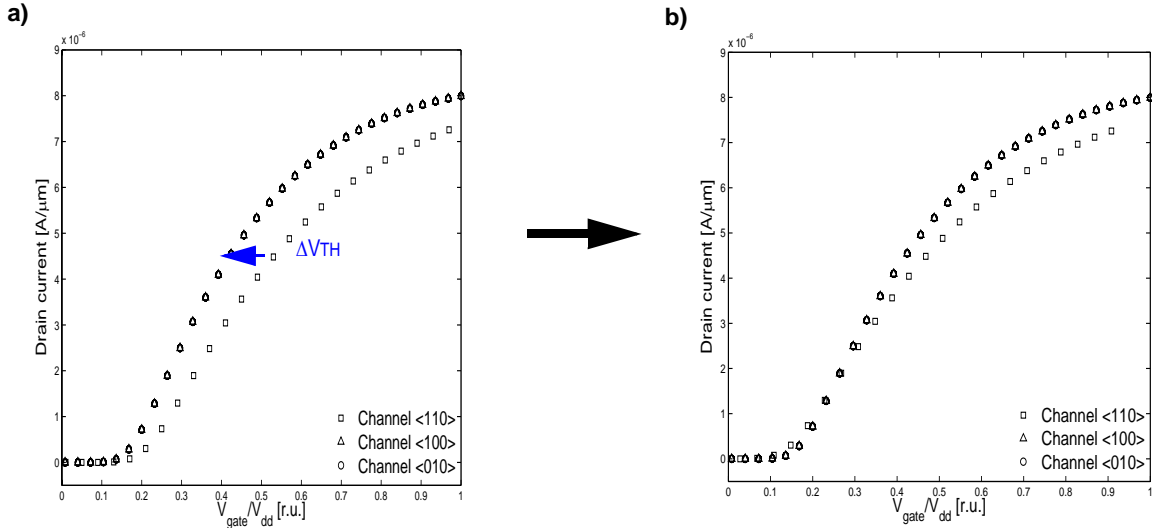 a)
x 10⁻⁶
9
8
7
6
5
4
3
2
1
0
Drain current [A/μm]
ΔVTH
□ Channel <110>
△ Channel <100>
○ Channel <010>
0 0.1 0.2 0.3 0.4 0.5 0.6 0.7 0.8 0.9 1
V_gate/V_dd [r.u.]
b)
x 10⁻⁶
9
8
7
6
5
4
3
2
1
0
Drain current [A/μm]
□ Channel <110>
△ Channel <100>
○ Channel <010>
0 0.1 0.2 0.3 0.4 0.5 0.6 0.7 0.8 0.9 1
V_gate/V_dd [r.u.]